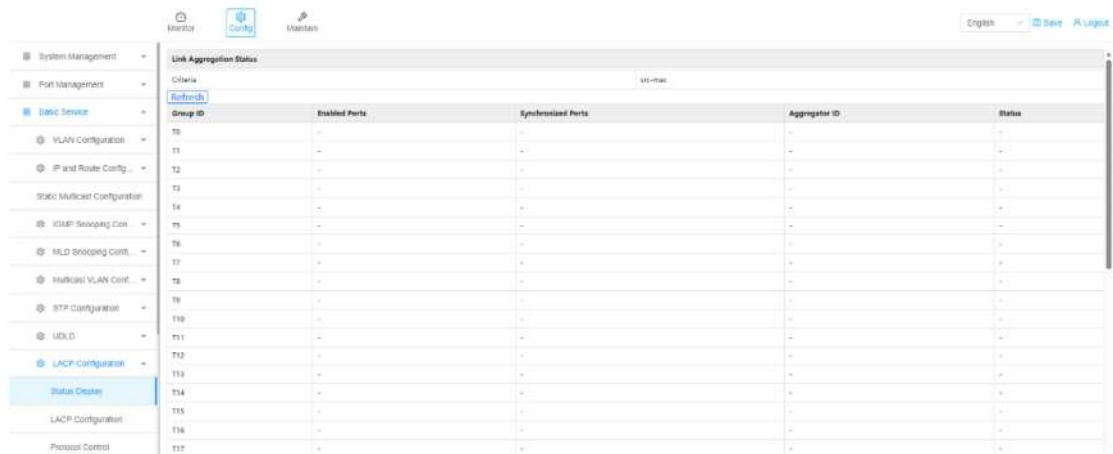 Monitor Config Maintain English Save Logout
System Management
Port Management
Basic Service
VLAN Configuration
IP and Route Config...
Static Multicast Configuration
IGMP Snooping Con...
MLD Snooping Confi...
Multicast VLAN Conf...
STP Configuration
UDLD
LACP Configuration
Status Display
LACP Configuration
Protocol Control
Link Aggregation Status
Criteria src-mac
Refresh
Group ID Enabled Ports Synchronized Ports Aggregator ID Status
T0 - - - -
T1 - - - -
T2 - - - -
T3 - - - -
T4 - - - -
T5 - - - -
T6 - - - -
T7 - - - -
T8 - - - -
T9 - - - -
T10 - - - -
T11 - - - -
T12 - - - -
T13 - - - -
T14 - - - -
T15 - - - -
T16 - - - -
T17 - - - -